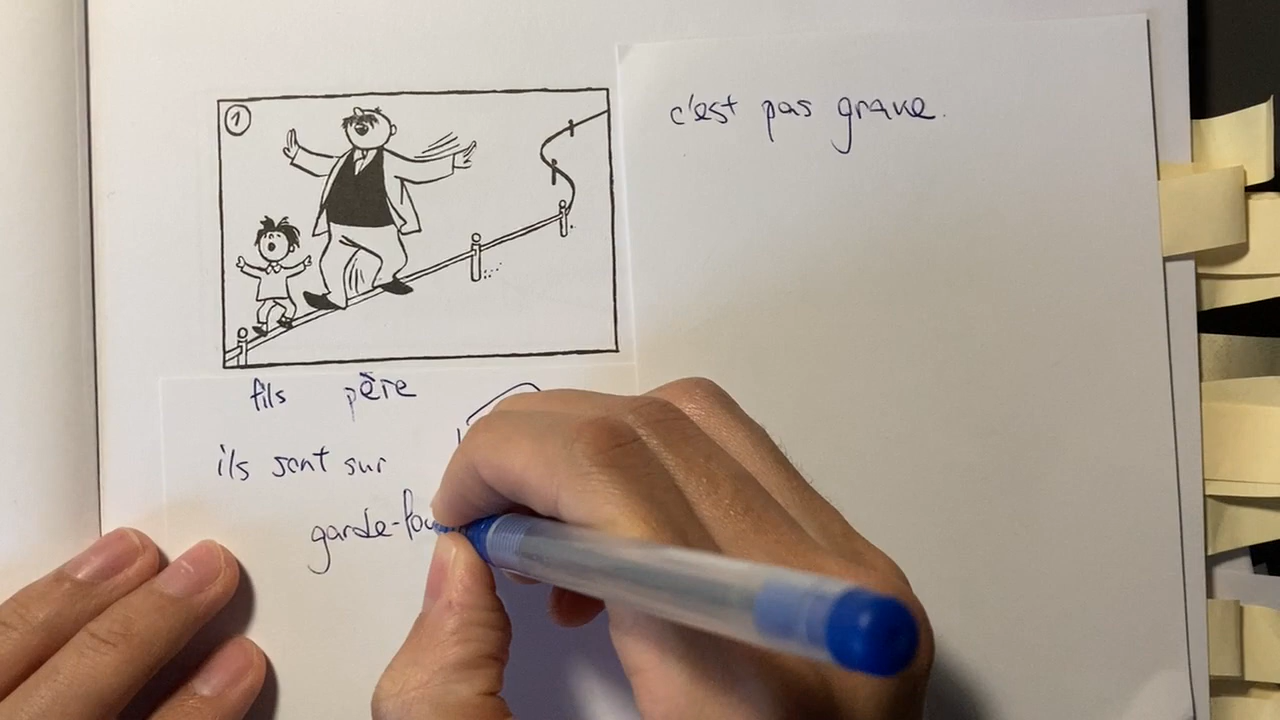 1
fils père
ils sont sur
garde-fou
c'est pas grave.